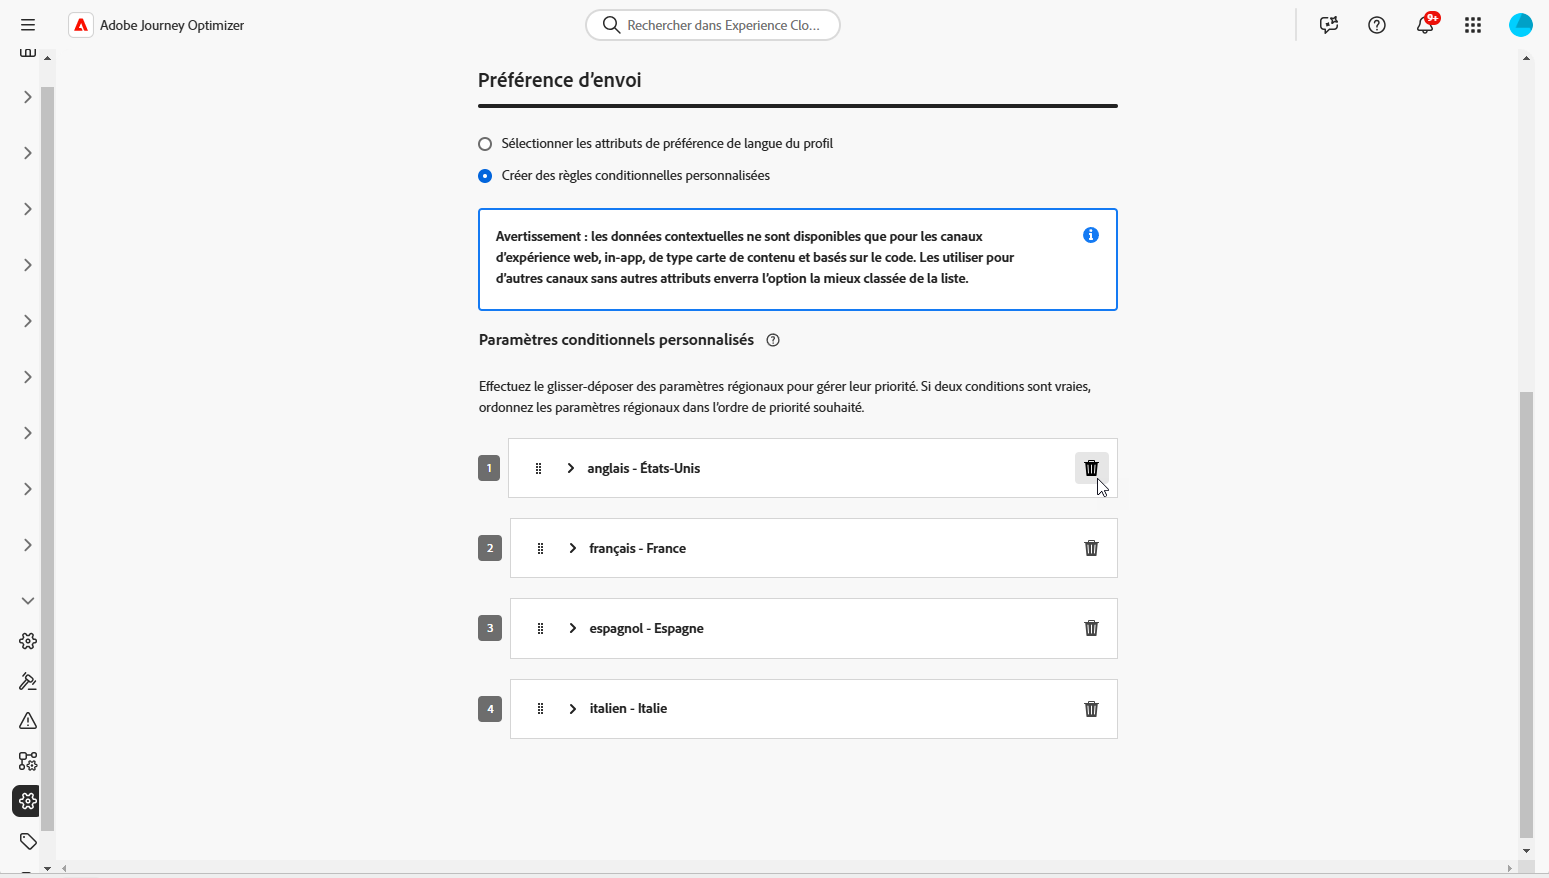 Adobe Journey Optimizer
Rechercher dans Experience Clo...
9+
Préférence d’envoi
Sélectionner les attributs de préférence de langue du profil
Créer des règles conditionnelles personnalisées
Avertissement : les données contextuelles ne sont disponibles que pour les canaux
d’expérience web, in-app, de type carte de contenu et basés sur le code. Les utiliser pour
d’autres canaux sans autres attributs enverra l’option la mieux classée de la liste.
Paramètres conditionnels personnalisés
Effectuez le glisser-déposer des paramètres régionaux pour gérer leur priorité. Si deux conditions sont vraies,
ordonnez les paramètres régionaux dans l’ordre de priorité souhaité.
1 anglais - États-Unis
2 français - France
3 espagnol - Espagne
4 italien - Italie